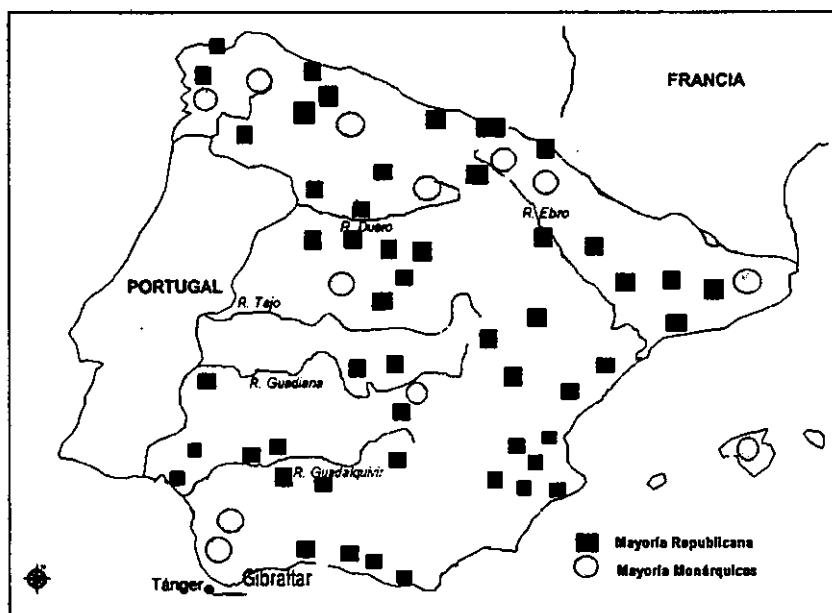 FRANCIA
R. Duero
R. Ebro
PORTUGAL
R. Tajo
R. Guadiana
R. Guadalquivir
Mayoría Republicana
Mayoría Monárquicos
Gibraltar
Tánger